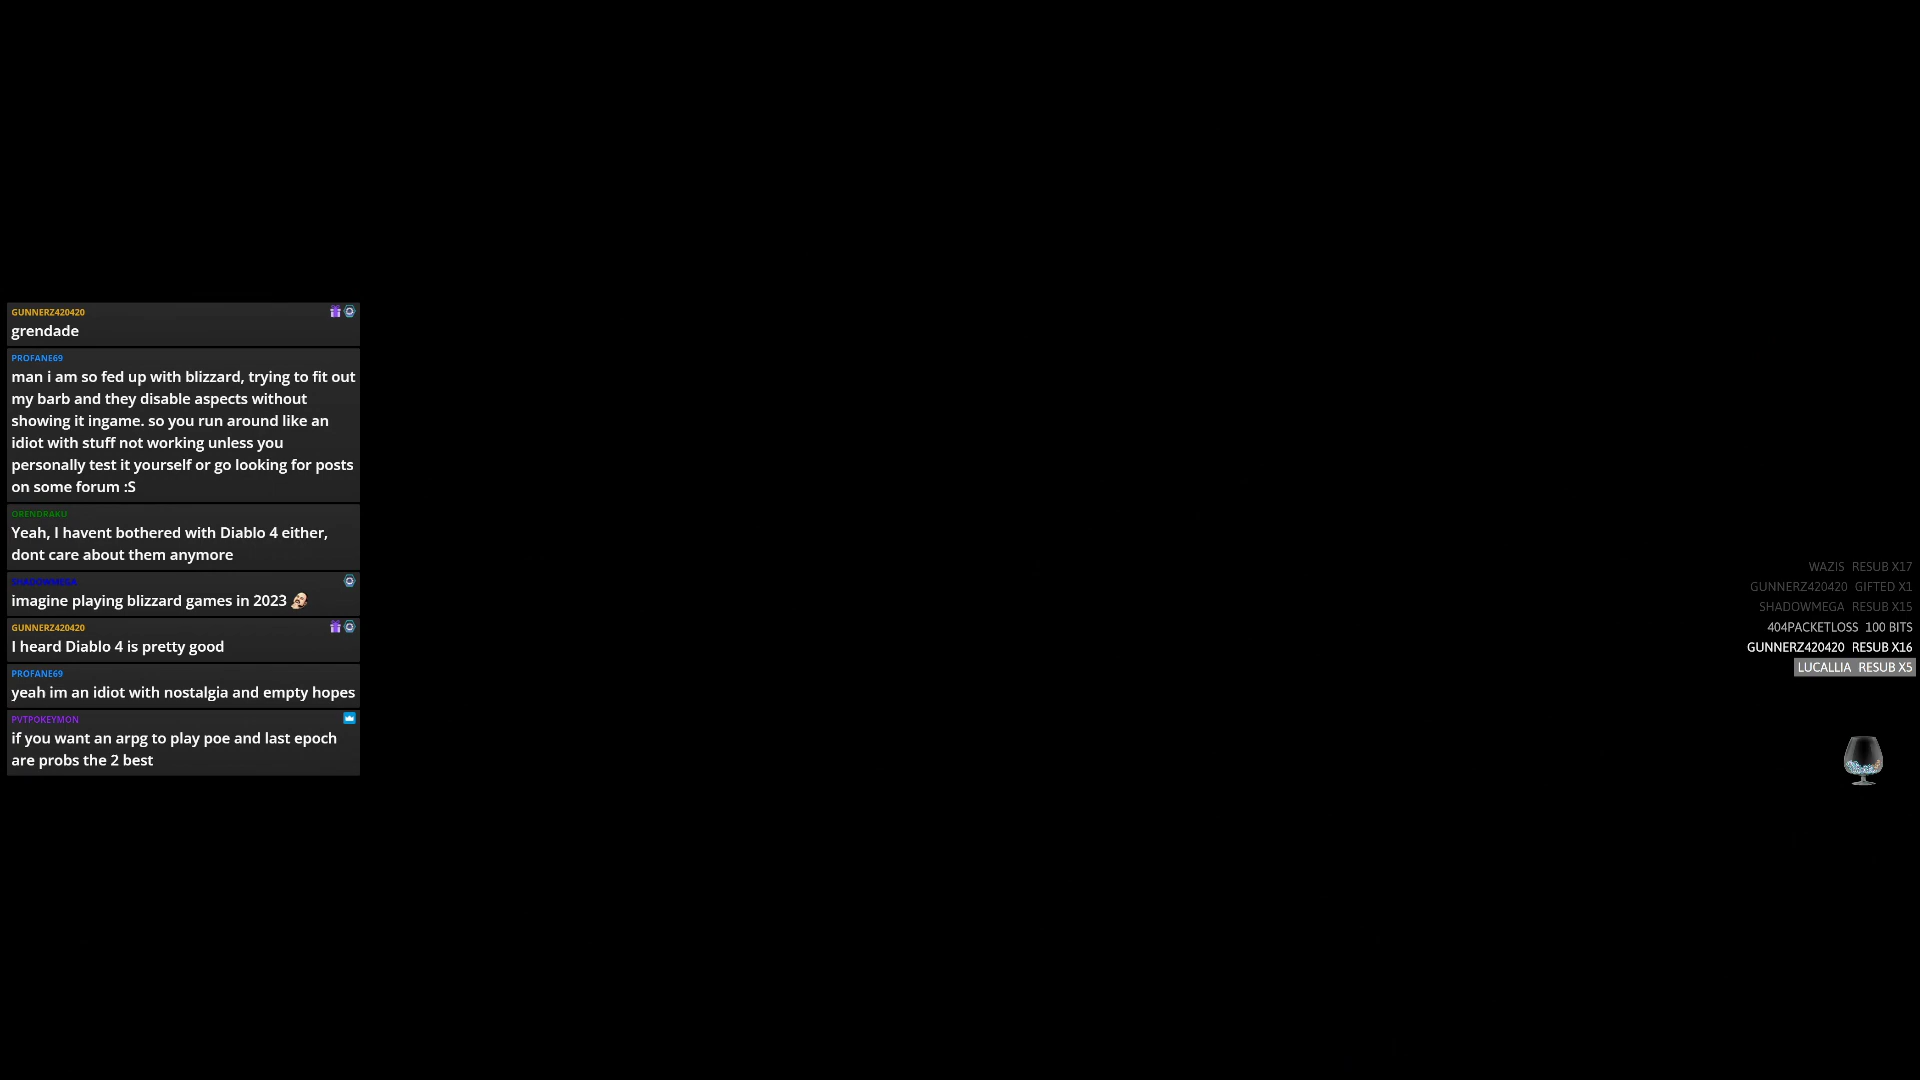 GUNNERZ420420
grendade
PROFANE69
man i am so fed up with blizzard, trying to fit out
my barb and they disable aspects without
showing it ingame. so you run around like an
idiot with stuff not working unless you
personally test it yourself or go looking for posts
on some forum :S
ORENDRAKU
Yeah, I havent bothered with Diablo 4 either,
dont care about them anymore
SHADOWMEGA
imagine playing blizzard games in 2023
GUNNERZ420420
I heard Diablo 4 is pretty good
PROFANE69
yeah im an idiot with nostalgia and empty hopes
PVTPOKEYMON
if you want an arpg to play poe and last epoch
are probs the 2 best
WAZIS RESUB X17
GUNNERZ420420 GIFTED X1
SHADOWMEGA RESUB X15
404PACKETLOSS 100 BITS
GUNNERZ420420 RESUB X16
LUCALLIA RESUB X5